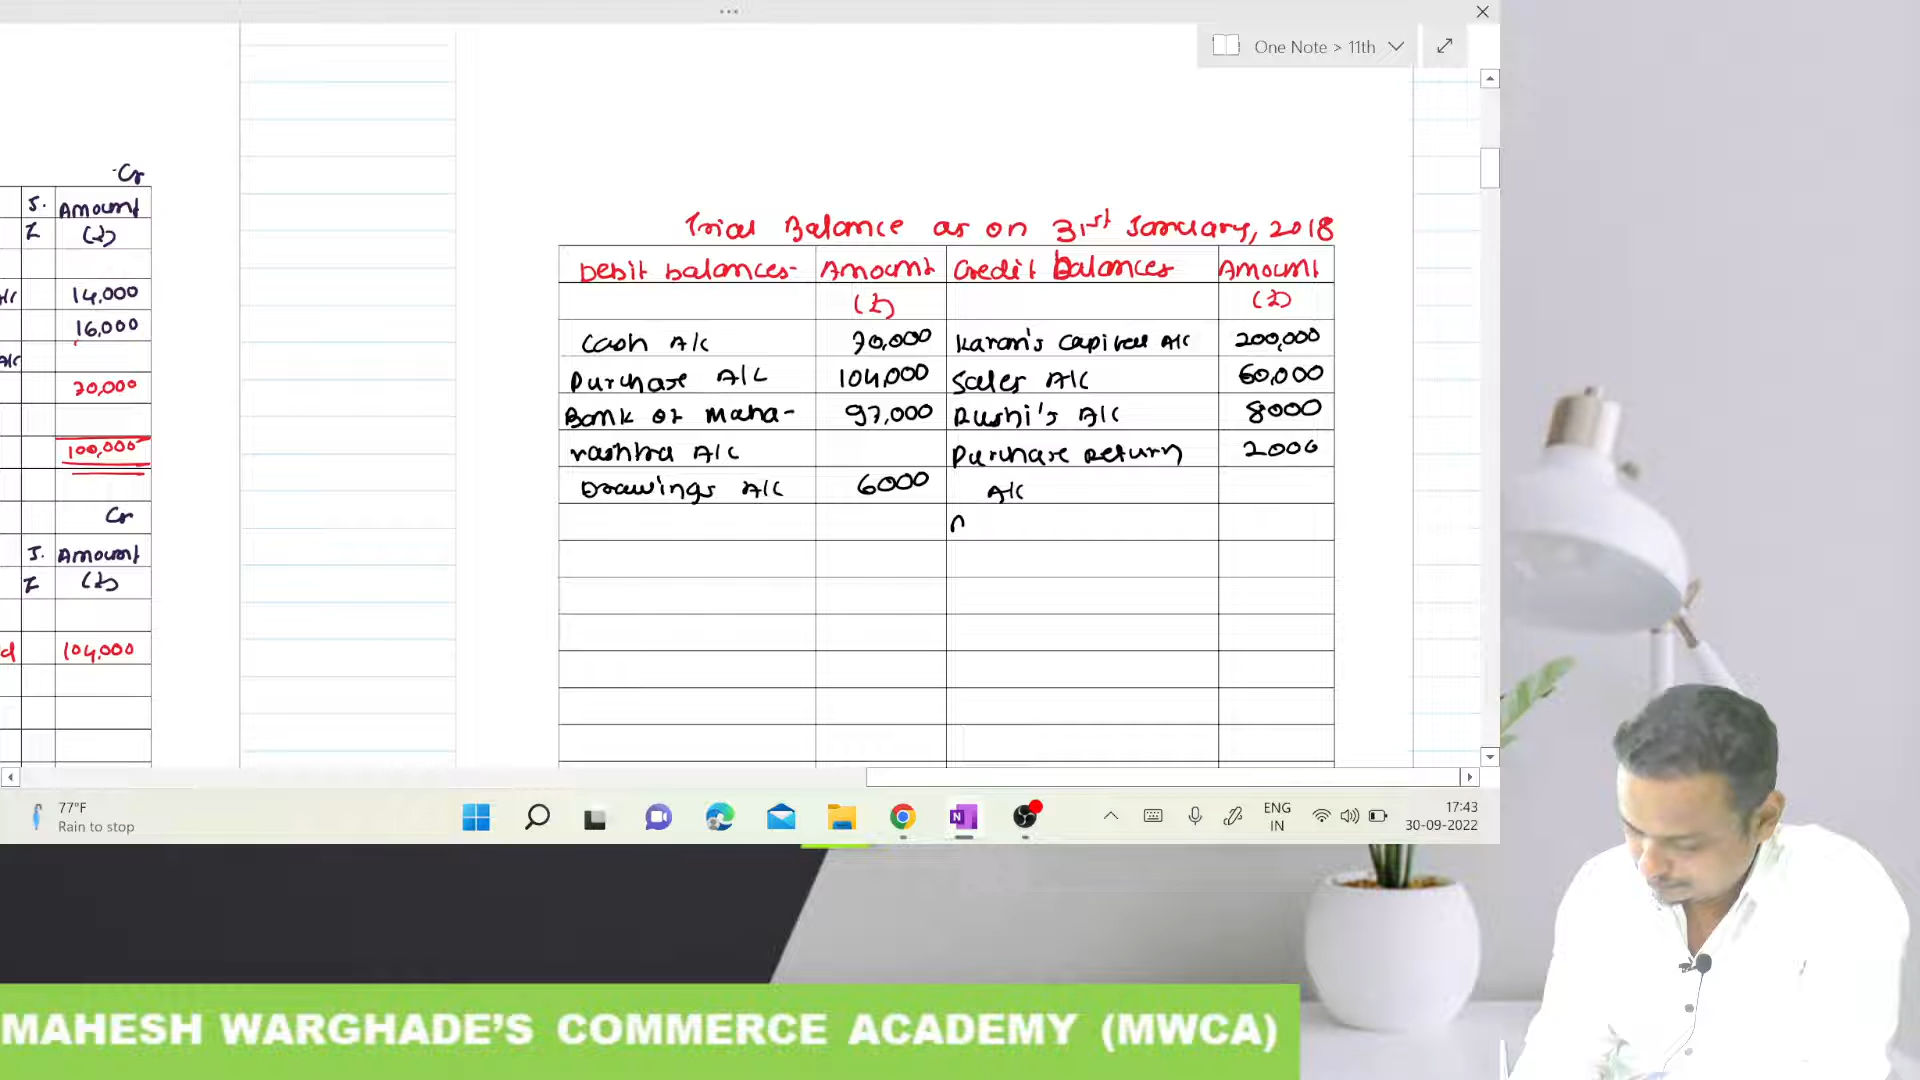 One Note > 11th
Cr
J. Amount
(₹)
A/c 14,000
16,000
A/c
70,000
100,000
Cr
J. Amount
(₹)
d 104,000
Trial Balance as on 31st January, 2018
Debit balances Amount Credit Balances Amount
(₹) (₹)
Cash A/c 70,000 Karan's Capital A/c 200,000
Purchase A/c 104,000 Sales A/c 60,000
Bank of Maha- 97,000 Rushi's A/c 8000
rashtra A/c Purchase Return 2000
Drawings A/c 6000 A/c
77°F
Rain to stop
ENG
IN
17:43
30-09-2022
MAHESH WARGHADE'S COMMERCE ACADEMY (MWCA)